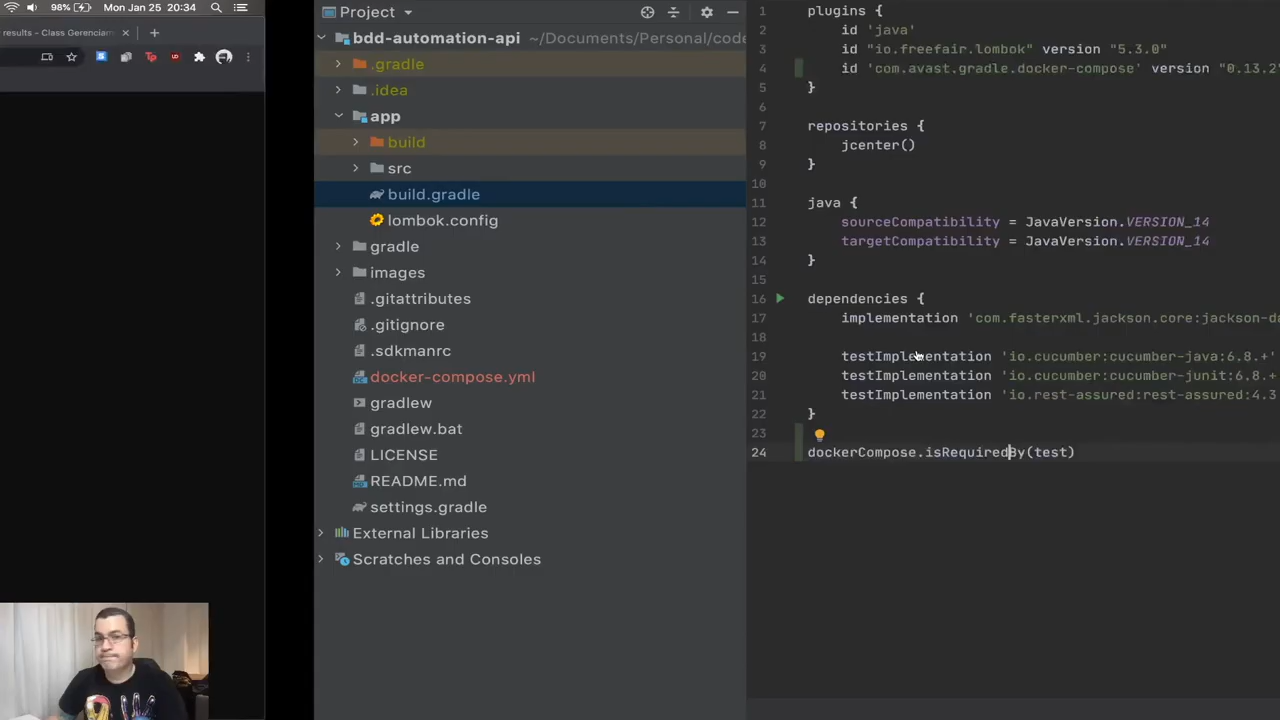 98% Mon Jan 25 20:34
results - Class Gerenciam
Project
bdd-automation-api ~/Documents/Personal/code
.gradle
.idea
app
build
src
build.gradle
lombok.config
gradle
images
.gitattributes
.gitignore
.sdkmanrc
docker-compose.yml
gradlew
gradlew.bat
LICENSE
README.md
settings.gradle
External Libraries
Scratches and Consoles
1 plugins {
2 id 'java'
3 id "io.freefair.lombok" version "5.3.0"
4 id 'com.avast.gradle.docker-compose' version "0.13.2"
5 }
6
7 repositories {
8 jcenter()
9 }
10
11 java {
12 sourceCompatibility = JavaVersion.VERSION_14
13 targetCompatibility = JavaVersion.VERSION_14
14 }
15
16 dependencies {
17 implementation 'com.fasterxml.jackson.core:jackson-da
18
19 testImplementation 'io.cucumber:cucumber-java:6.8.+'
20 testImplementation 'io.cucumber:cucumber-junit:6.8.+
21 testImplementation 'io.rest-assured:rest-assured:4.3
22 }
23
24 dockerCompose.isRequiredBy(test)